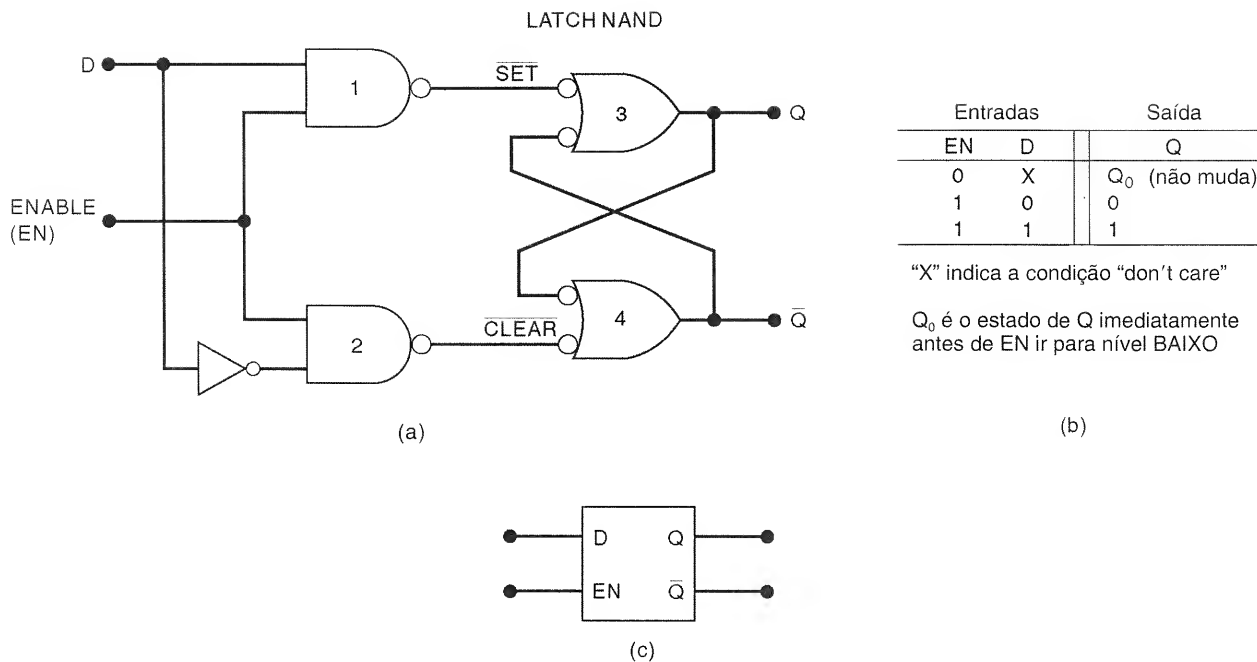 LATCH NAND
D
1
SET
3
Q
ENABLE
(EN)
2
CLEAR
4
Q̅
(a)
Entradas Saída
EN D Q
0 X Q₀ (não muda)
1 0 0
1 1 1
“X” indica a condição “don't care”
Q₀ é o estado de Q imediatamente
antes de EN ir para nível BAIXO
(b)
D Q
EN Q̅
(c)